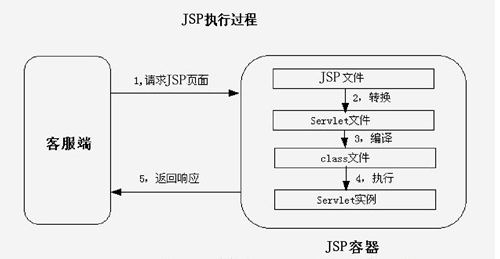 JSP执行过程
客服端
1,请求JSP页面
JSP文件
2，转换
Servlet文件
3，编译
class文件
4，执行
Servlet实例
5，返回响应
JSP容器